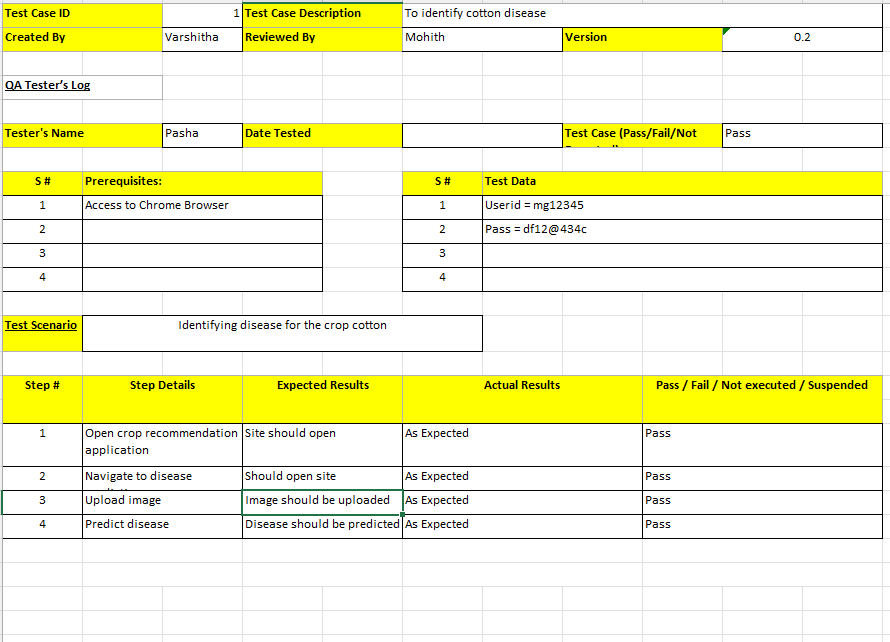 Test Case ID 1 Test Case Description To identify cotton disease
Created By Varshitha Reviewed By Mohith Version 0.2
QA Tester’s Log
Tester's Name Pasha Date Tested Test Case (Pass/Fail/Not Pass
S # Prerequisites: S # Test Data
1 Access to Chrome Browser 1 Userid = mg12345
2 2 Pass = df12@434c
3 3
4 4
Test Scenario Identifying disease for the crop cotton
Step # Step Details Expected Results Actual Results Pass / Fail / Not executed / Suspended
1 Open crop recommendation Site should open As Expected Pass
application
2 Navigate to disease Should open site As Expected Pass
3 Upload image Image should be uploaded As Expected Pass
4 Predict disease Disease should be predicted As Expected Pass